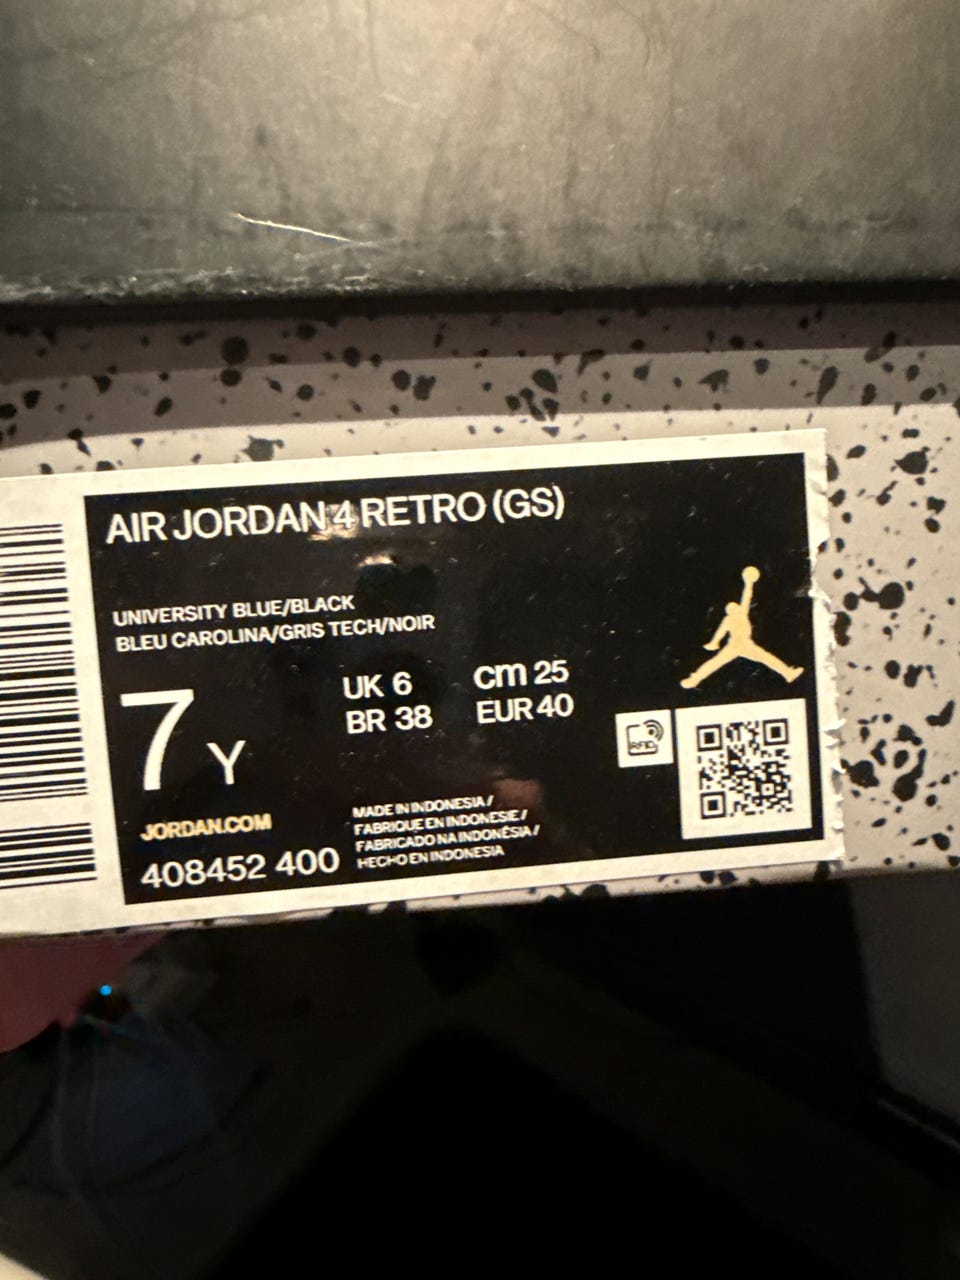 AIR JORDAN 4 RETRO (GS)
UNIVERSITY BLUE/BLACK
BLEU CAROLINA/GRIS TECH/NOIR
7 Y
UK 6 cm 25
BR 38 EUR 40
RFID
JORDAN.COM
408452 400
MADE IN INDONESIA /
FABRIQUE EN INDONESIE /
FABRICADO NA INDONÉSIA /
HECHO EN INDONESIA